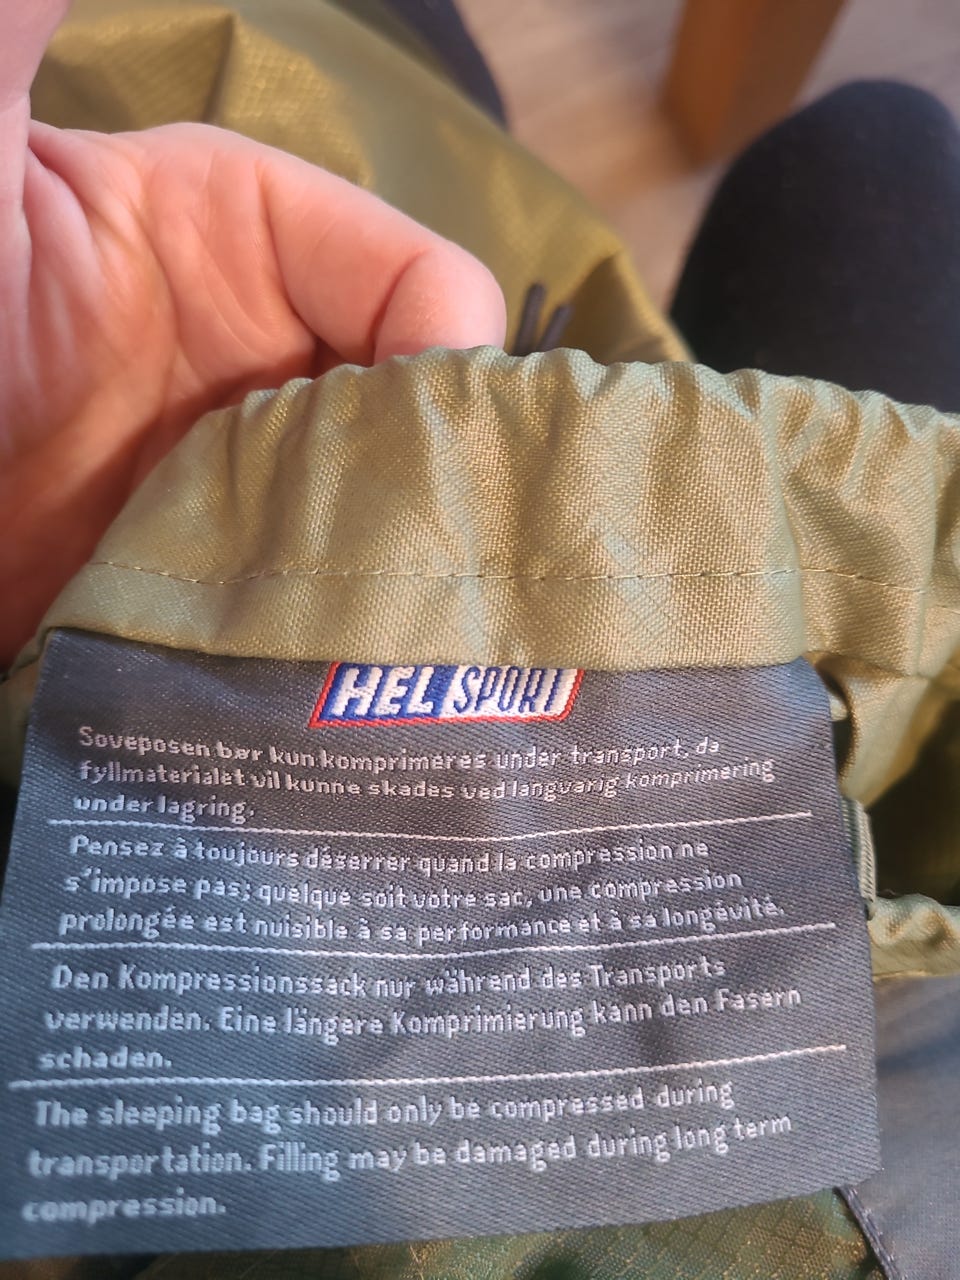 HEL SPORT
Soveposen bør kun komprimeres under transport, da
fyllmaterialet vil kunne skades ved langvarig komprimering
under lagring.
Pensez à toujours désserrer quand la compression ne
s'impose pas; quelque soit votre sac, une compression
prolongée est nuisible à sa performance et à sa longévité.
Den Kompressionssack nur während des Transports
verwenden. Eine längere Komprimierung kann den Fasern
schaden.
The sleeping bag should only be compressed during
transportation. Filling may be damaged during long term
compression.